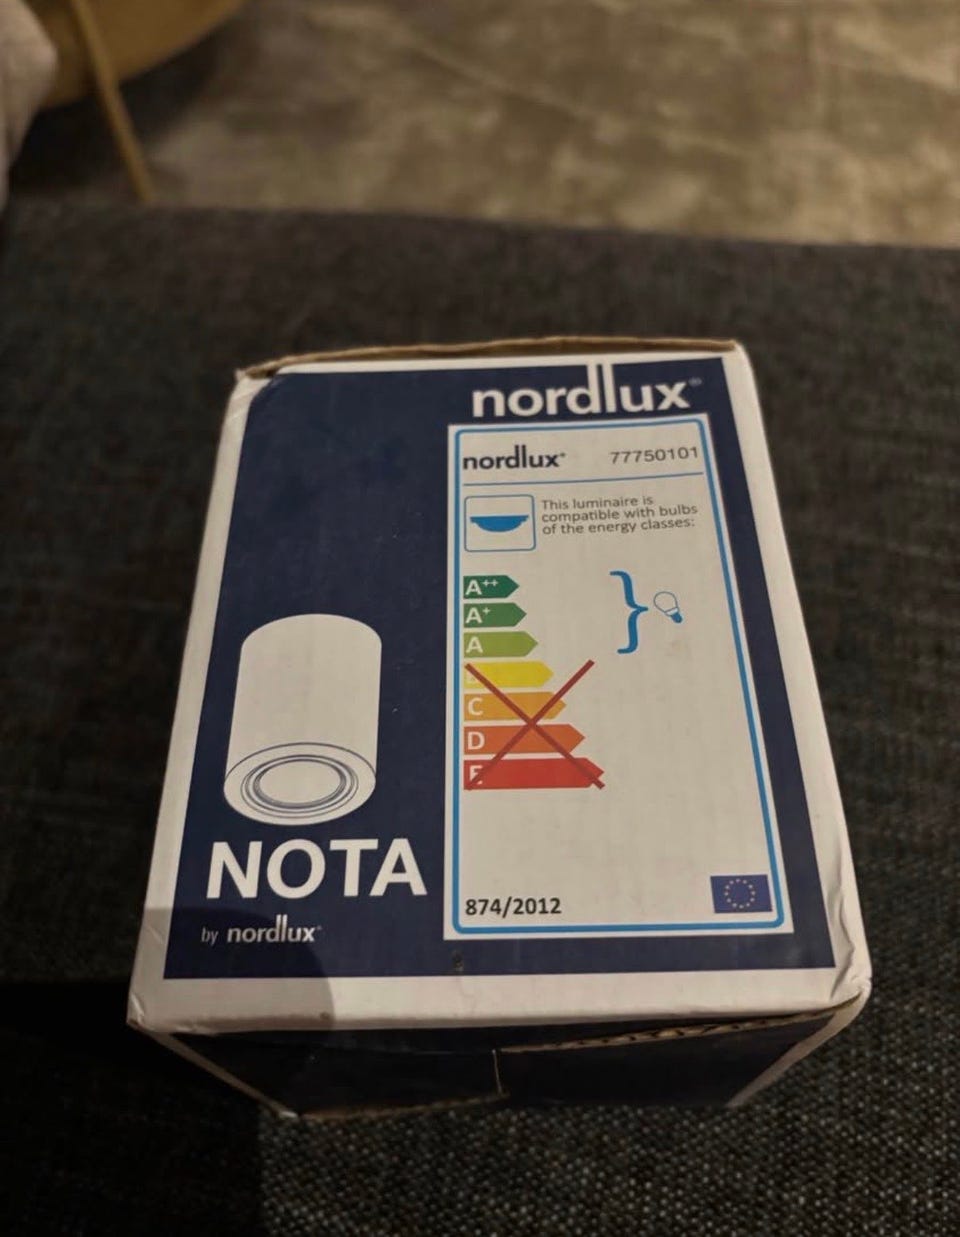 nordlux®
nordlux® 77750101
This luminaire is
compatible with bulbs
of the energy classes:
A++
A+
A
C
D
E
874/2012
NOTA
by nordlux®